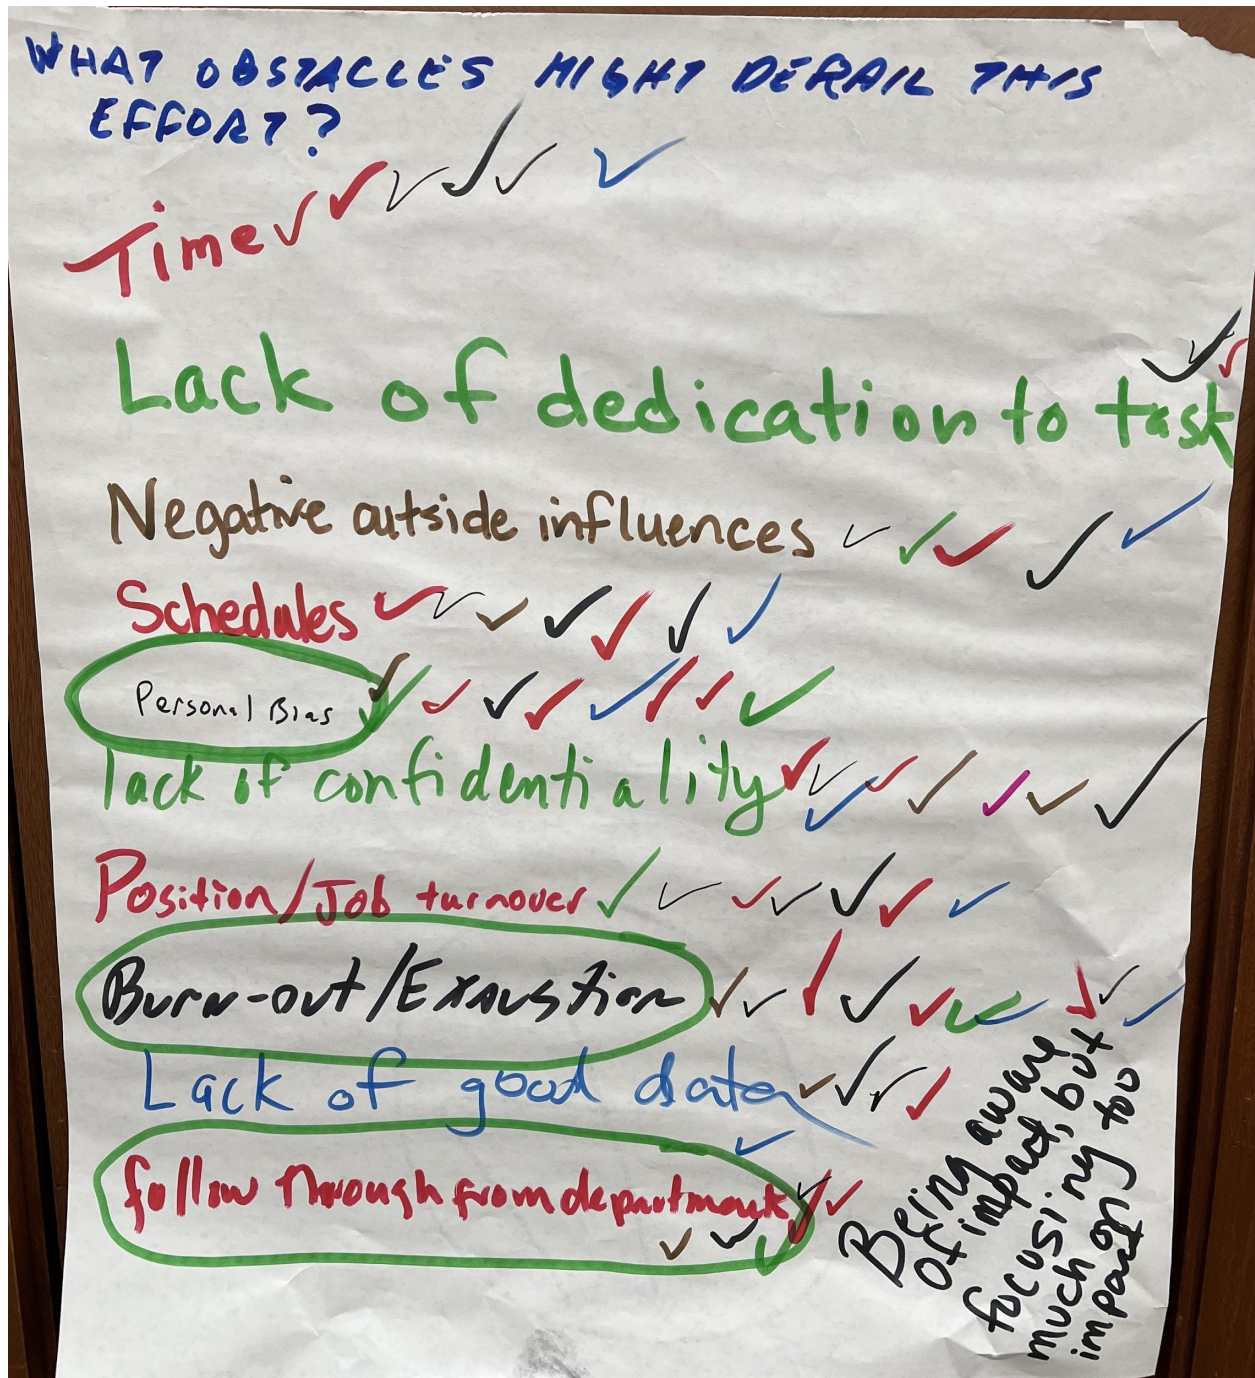 WHAT OBSTACLES MIGHT DERAIL THIS
EFFORT?
Time
Lack of dedication to task
Negative outside influences
Schedules
Personal Bias
lack of confidentiality
Position/Job turnover
Burn-out/Exaustion
Lack of good data
follow through from departments
Being aware
of impact, but
focusing too
much on
impact